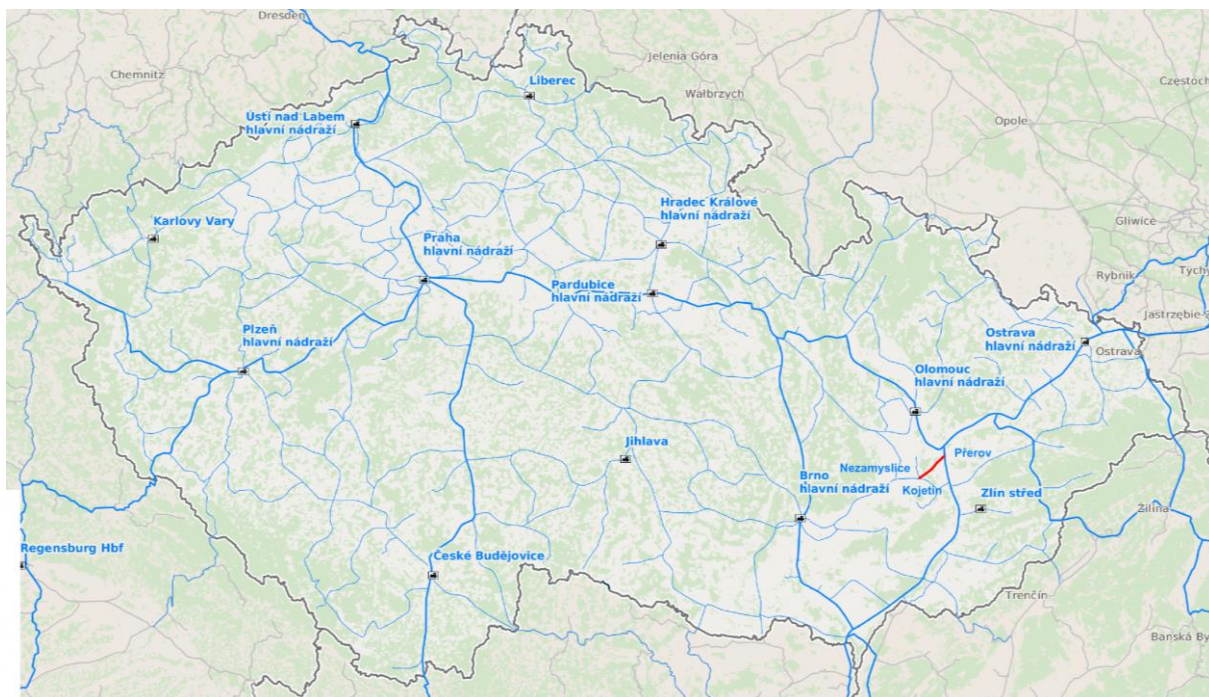 Dresden
Jelenia Góra
Chemnitz
Liberec
Częstoch
Wałbrzych
Ústí nad Labem
hlavní nádraží
Opole
Hradec Králové
hlavní nádraží
Karlovy Vary
Gliwice
Praha
hlavní nádraží
Rybnik
Tychy
Pardubice
hlavní nádraží
Jastrzębie-Z
Plzeň
hlavní nádraží
Ostrava
hlavní nádraží
Ostrava
Olomouc
hlavní nádraží
Jihlava
Přerov
Nezamyslice
Brno
hlavní nádraží
Kojetín
Zlín střed
Žilina
Regensburg Hbf
České Budějovice
Trenčín
Banská By